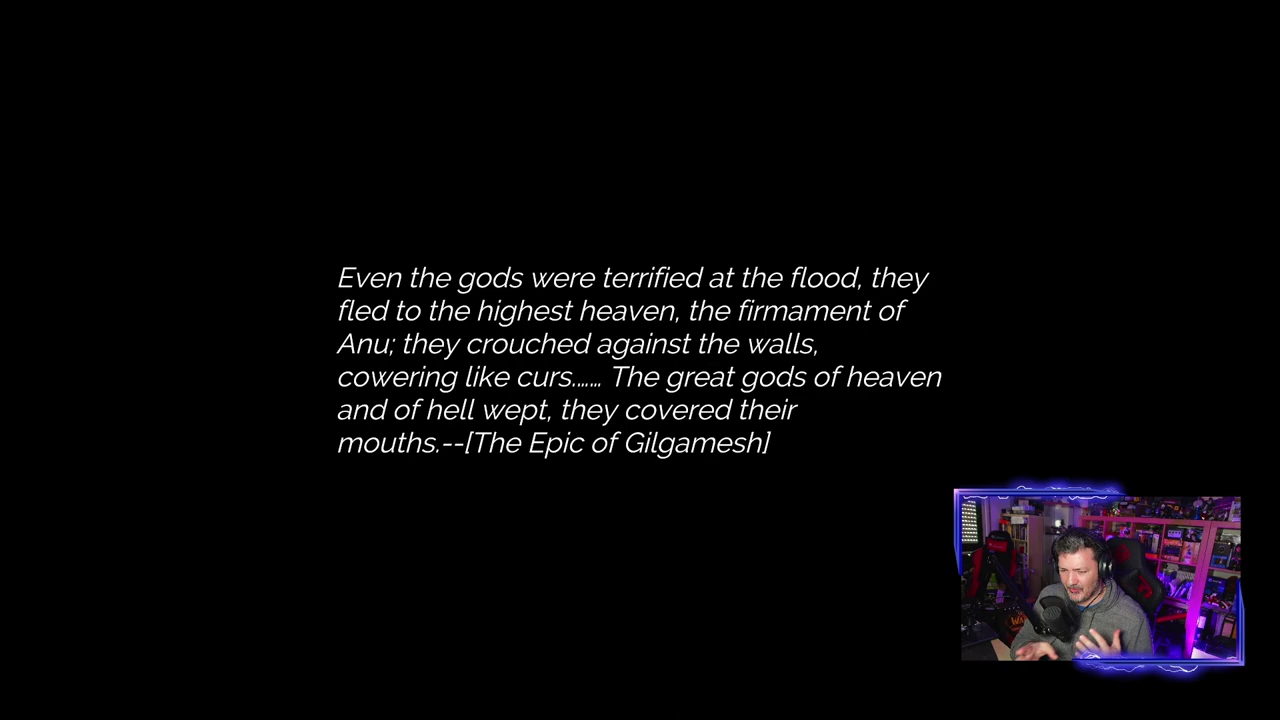 Even the gods were terrified at the flood, they
fled to the highest heaven, the firmament of
Anu; they crouched against the walls,
cowering like curs....... The great gods of heaven
and of hell wept, they covered their
mouths.--[The Epic of Gilgamesh]